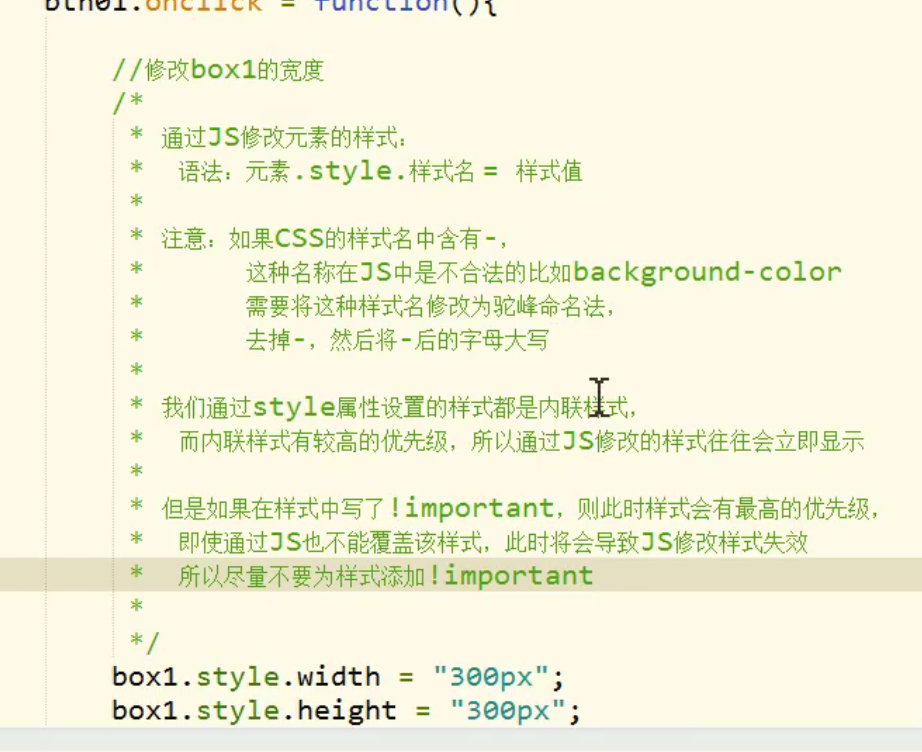 btn01.onclick = function(){
//修改box1的宽度
/*
* 通过JS修改元素的样式：
* 语法：元素.style.样式名 = 样式值
*
* 注意：如果CSS的样式名中含有-，
* 这种名称在JS中是不合法的比如background-color
* 需要将这种样式名修改为驼峰命名法，
* 去掉-，然后将-后的字母大写
*
* 我们通过style属性设置的样式都是内联样式，
* 而内联样式有较高的优先级，所以通过JS修改的样式往往会立即显示
*
* 但是如果在样式中写了!important，则此时样式会有最高的优先级，
* 即使通过JS也不能覆盖该样式，此时将会导致JS修改样式失效
* 所以尽量不要为样式添加!important
*
*/
box1.style.width = "300px";
box1.style.height = "300px";